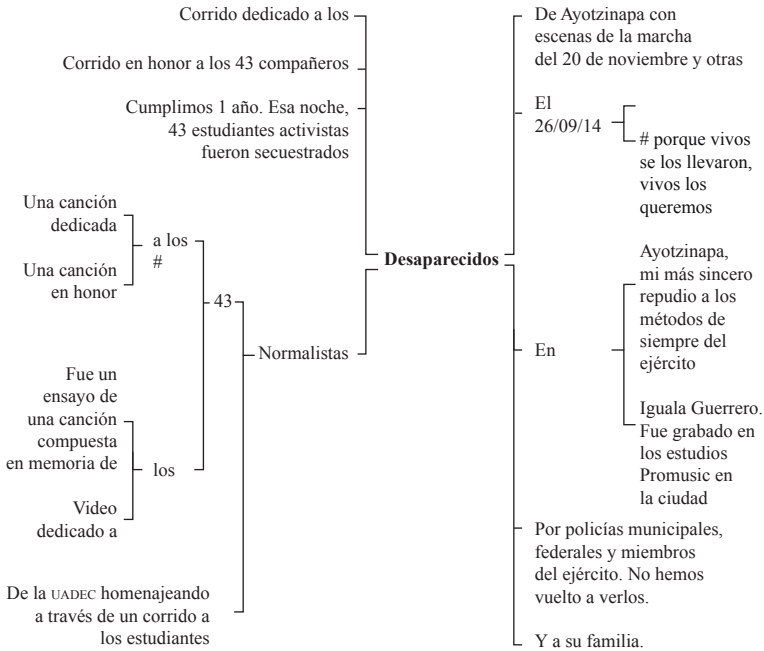 Corrido dedicado a los
Corrido en honor a los 43 compañeros
Cumplimos 1 año. Esa noche,
43 estudiantes activistas
fueron secuestrados
Una canción
dedicada
Una canción
en honor
a los
#
43
Normalistas
Fue un
ensayo de
una canción
compuesta
en memoria de
los
Video
dedicado a
De la UADEC homenajeando
a través de un corrido a
los estudiantes
Desaparecidos
De Ayotzinapa con
escenas de la marcha
del 20 de noviembre y otras
El
26/09/14
# porque vivos
se los llevaron,
vivos los
queremos
En
Ayotzinapa,
mi más sincero
repudio a los
métodos de
siempre del
ejército
Iguala Guerrero.
Fue grabado en
los estudios
Promusic en
la ciudad
Por policías municipales,
federales y miembros
del ejército. No hemos
vuelto a verlos.
Y a su familia.